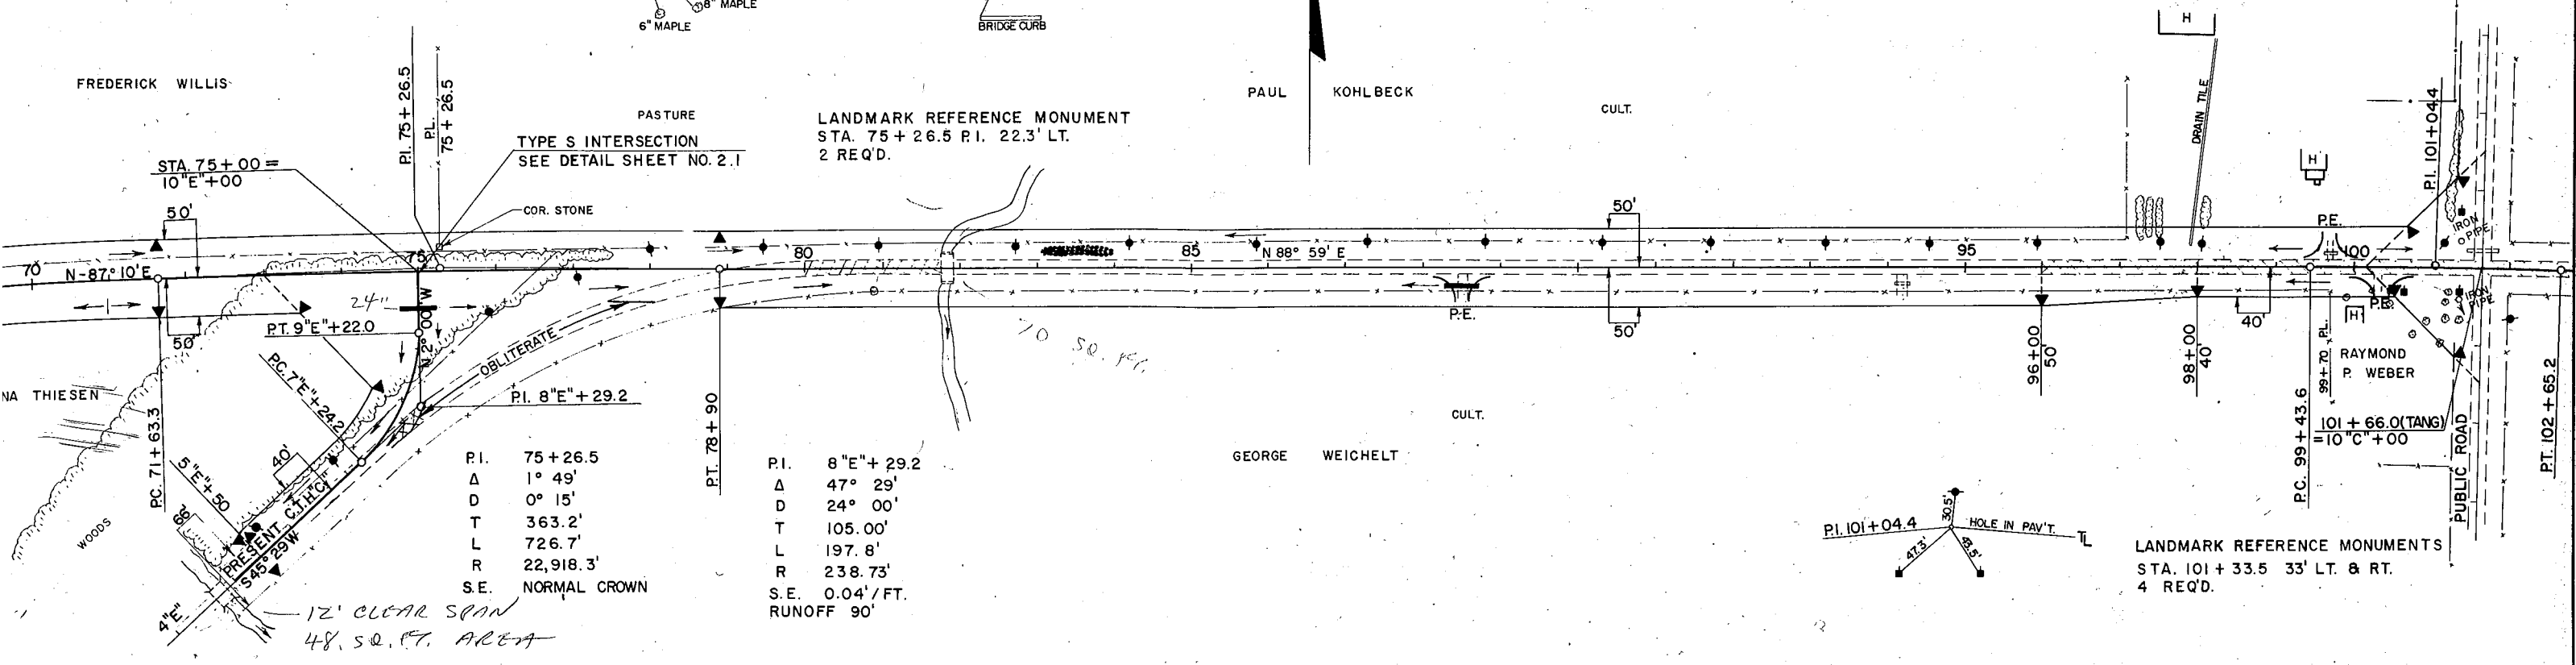 8" MAPLE
6" MAPLE
BRIDGE CURB
H
FREDERICK WILLIS
P.I. 75+26.5
P.L.
75+26.5
PASTURE
LANDMARK REFERENCE MONUMENT
STA. 75+26.5 P.I. 22.3' LT.
2 REQ'D.
PAUL KOHLBECK
CULT.
DRAIN TILE
P.I. 101+04.4
TYPE S INTERSECTION
SEE DETAIL SHEET NO. 2.1
STA. 75+00 =
10"E"+00
H
COR. STONE
50'
50'
P.E.
IRON
PIPE
70
N-87° 10' E
75
80
85
N 88° 59' E
95
100
24"
N 2° 00' W
P.T. 9"E"+22.0
50'
P.E.
50'
40'
H
P.E.
IRON
PIPE
OBLITERATE
70 SQ. FT.
P.C. 7"E"+24.2
P.I. 8"E"+29.2
NA THIESEN
P.C. 71+63.3
P.T. 78+90
96+00
50'
98+00
40'
P.C. 99+43.6
99+70 P.L.
RAYMOND
P. WEBER
P.T. 102+65.2
CULT.
101+66.0(TANG)
=10"C"+00
PUBLIC ROAD
GEORGE WEICHELT
5"E"+50
40'
66'
WOODS
PRESENT C.T.H."C"
S45° 29'W
4"E"
P.I. 75+26.5
Δ 1° 49'
D 0° 15'
T 363.2'
L 726.7'
R 22,918.3'
S.E. NORMAL CROWN
P.I. 8"E"+29.2
Δ 47° 29'
D 24° 00'
T 105.00'
L 197.8'
R 238.73'
S.E. 0.04'/FT.
RUNOFF 90'
12' CLEAR SPAN
48. SQ. FT. AREA
P.I. 101+04.4
30.5'
HOLE IN PAV'T.
TL
47.3'
43.5'
LANDMARK REFERENCE MONUMENTS
STA. 101+33.5 33' LT. & RT.
4 REQ'D.